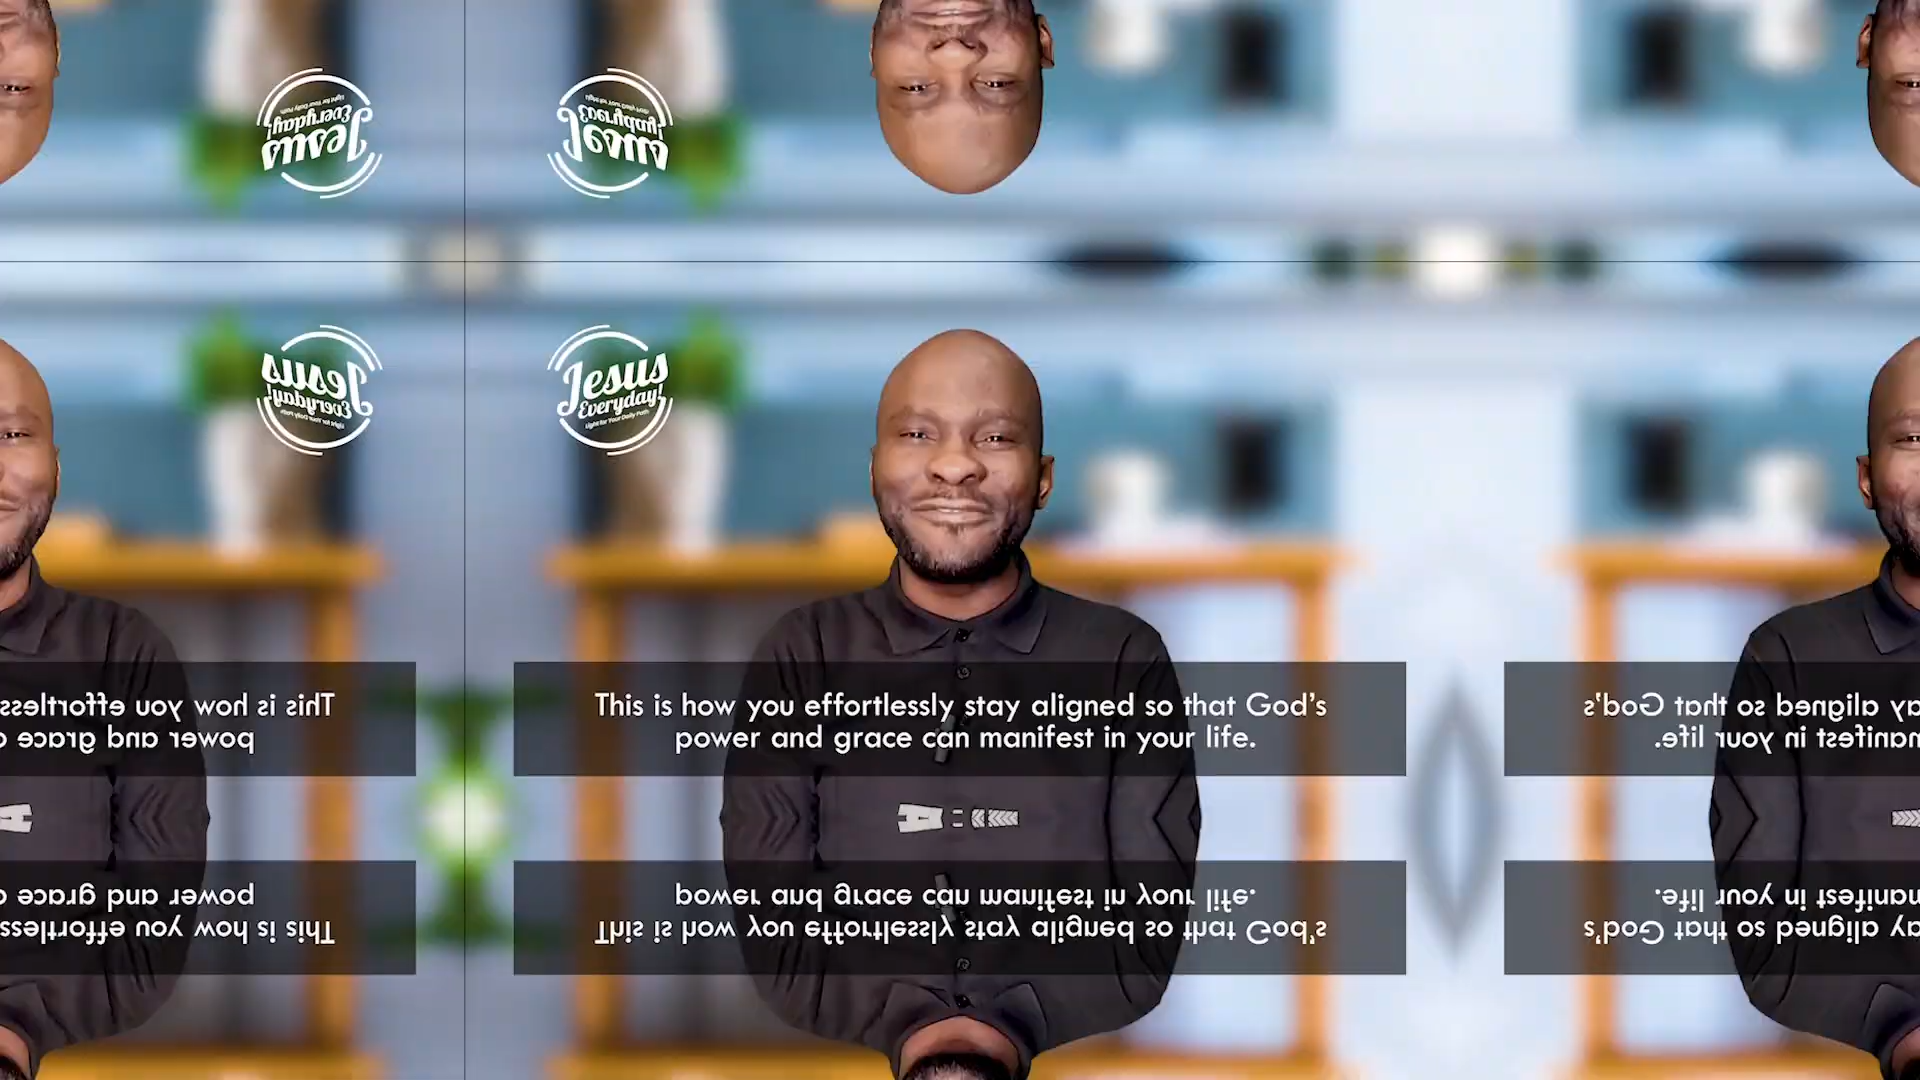 Jesus
Everyday!
Light for Your Daily Path
This is how you effortlessly stay aligned so that God's
power and grace can manifest in your life.